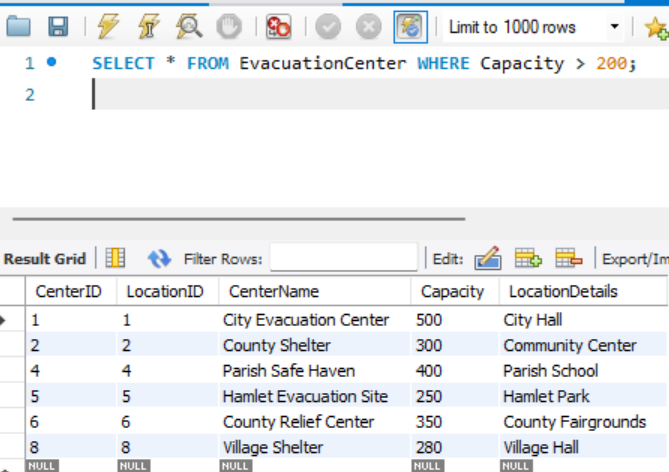 Limit to 1000 rows
1 SELECT * FROM EvacuationCenter WHERE Capacity > 200;
2
Result Grid Filter Rows: Edit: Export/Im
CenterID LocationID CenterName Capacity LocationDetails
1 1 City Evacuation Center 500 City Hall
2 2 County Shelter 300 Community Center
4 4 Parish Safe Haven 400 Parish School
5 5 Hamlet Evacuation Site 250 Hamlet Park
6 6 County Relief Center 350 County Fairgrounds
8 8 Village Shelter 280 Village Hall
NULL NULL NULL NULL NULL